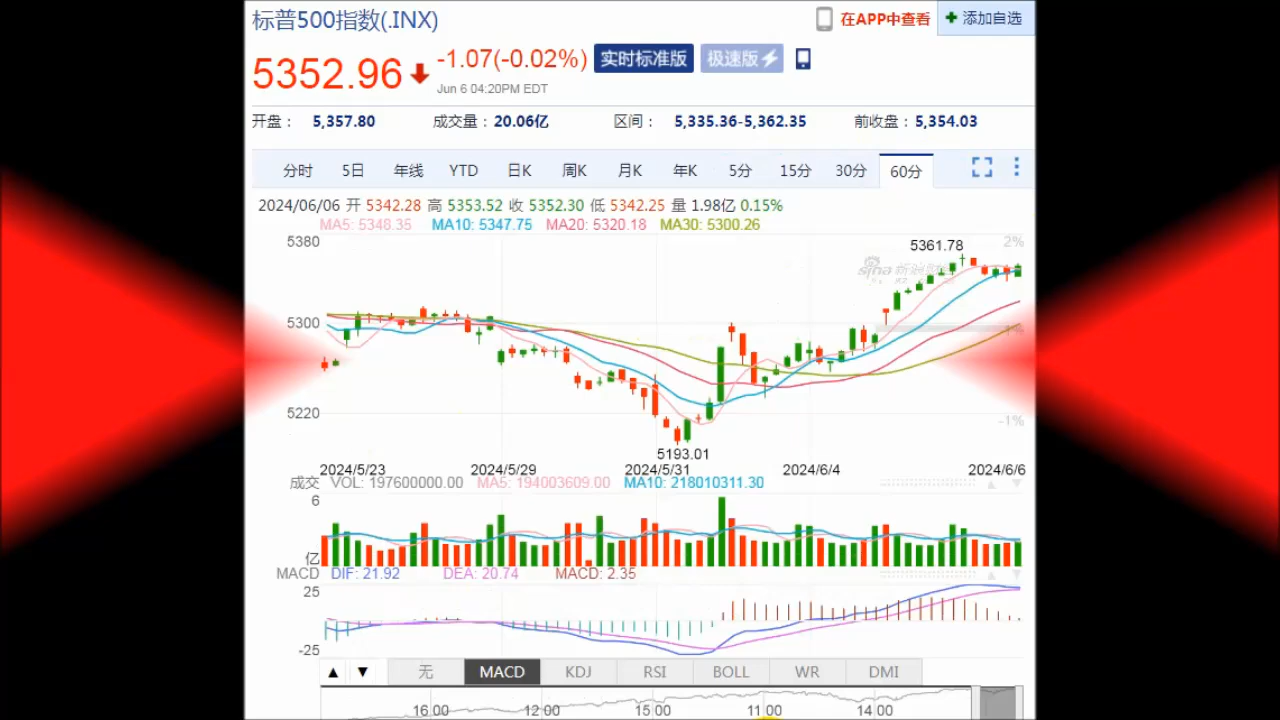 标普500指数(.INX)
在APP中查看
添加自选
5352.96
-1.07(-0.02%)
实时标准版
极速版
Jun 6 04:20PM EDT
开盘： 5,357.80 成交量：20.06亿 区间： 5,335.36-5,362.35 前收盘：5,354.03
分时 5日 年线 YTD 日K 周K 月K 年K 5分 15分 30分 60分
2024/06/06 开 5342.28 高 5353.52 收 5352.30 低 5342.25 量 1.98亿 0.15%
MA5: 5348.35 MA10: 5347.75 MA20: 5320.18 MA30: 5300.26
5380
5361.78
2%
sina
5300
5220
-1%
5193.01
2024/5/23 2024/5/29 2024/5/31 2024/6/4 2024/6/6
成交 VOL: 197600000.00 MA5: 194003609.00 MA10: 218010311.30
6
亿
MACD DIF: 21.92 DEA: 20.74 MACD: 2.35
25
-25
▲ ▼ 无 MACD KDJ RSI BOLL WR DMI
16:00 12:00 15:00 11:00 14:00